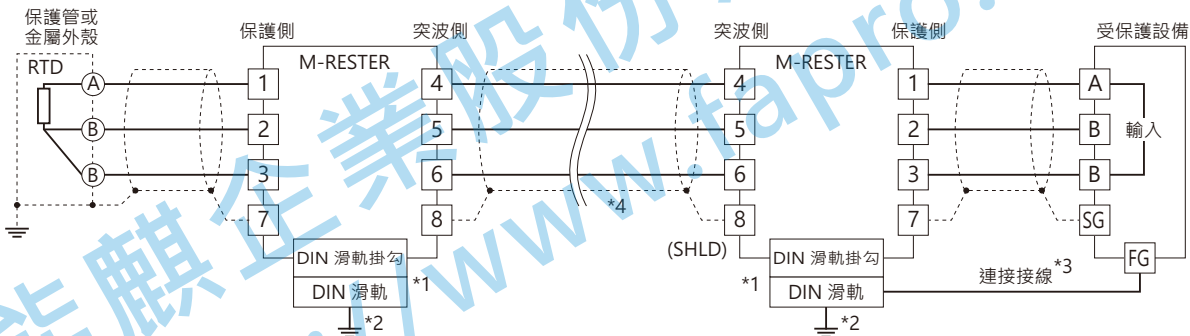 保護管或
金屬外殼
保護側
突波側
突波側
保護側
受保護設備
RTD
M-RESTER
M-RESTER
A
1
4
4
1
A
B
2
5
5
2
B
輸入
B
3
6
6
3
B
*4
7
8
8
7
SG
(SHLD)
DIN 滑軌掛勾
DIN 滑軌掛勾
FG
*1
*1
連接接線 *3
DIN 滑軌
DIN 滑軌
*2
*2
能麒企業股份
://www.fapro.